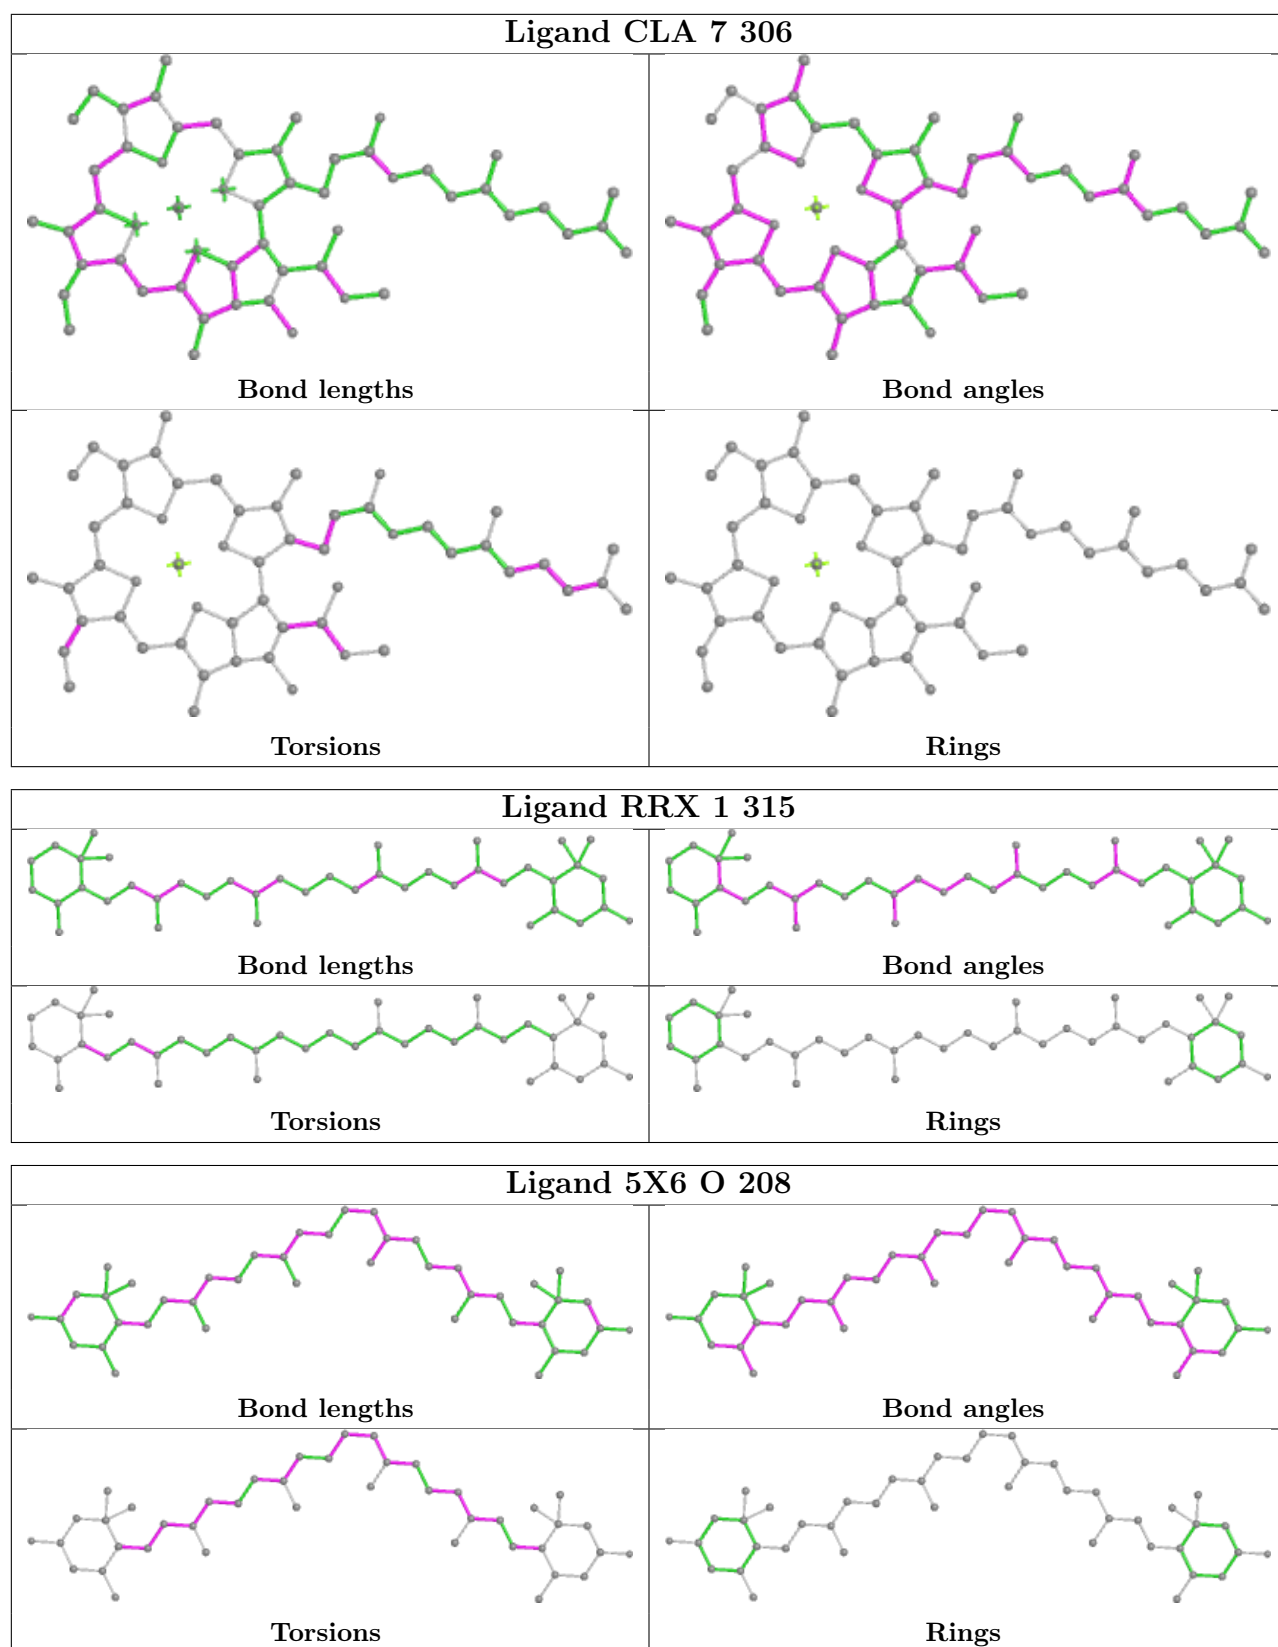 Ligand CLA 7 306
Bond lengths
Bond angles
Torsions
Rings
Ligand RRX 1 315
Bond lengths
Bond angles
Torsions
Rings
Ligand 5X6 O 208
Bond lengths
Bond angles
Torsions
Rings